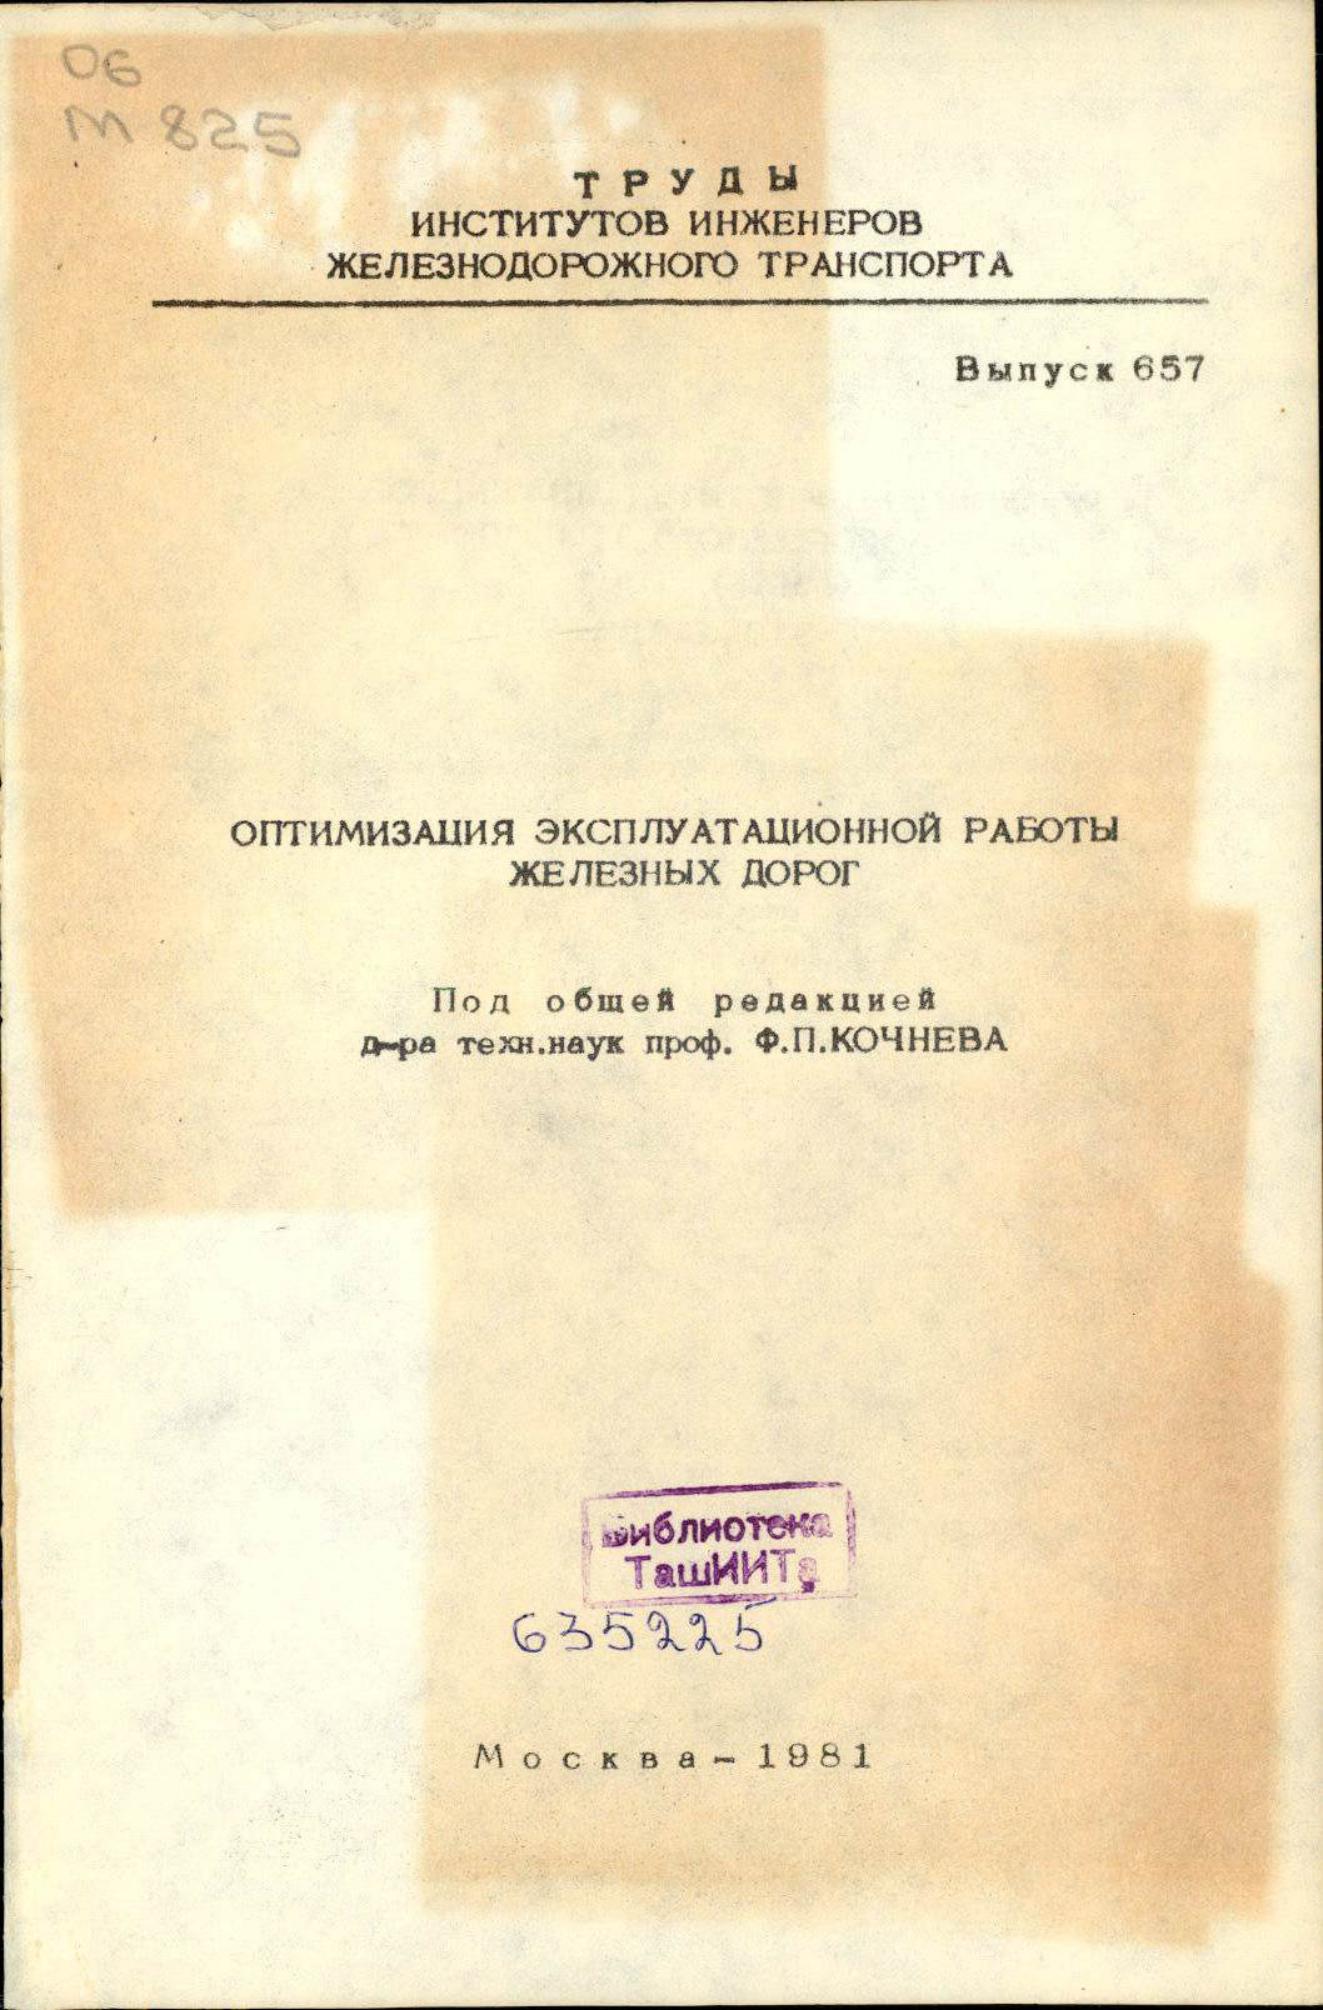 06
М 825
ТРУДЫ
ИНСТИТУТОВ ИНЖЕНЕРОВ
ЖЕЛЕЗНОДОРОЖНОГО ТРАНСПОРТА
Выпуск 657
ОПТИМИЗАЦИЯ ЭКСПЛУАТАЦИОННОЙ РАБОТЫ
ЖЕЛЕЗНЫХ ДОРОГ
Под общей редакцией
д-ра техн.наук проф. Ф.П.КОЧНЕВА
Библиотека
ТашИИТа
635225
Москва-1981